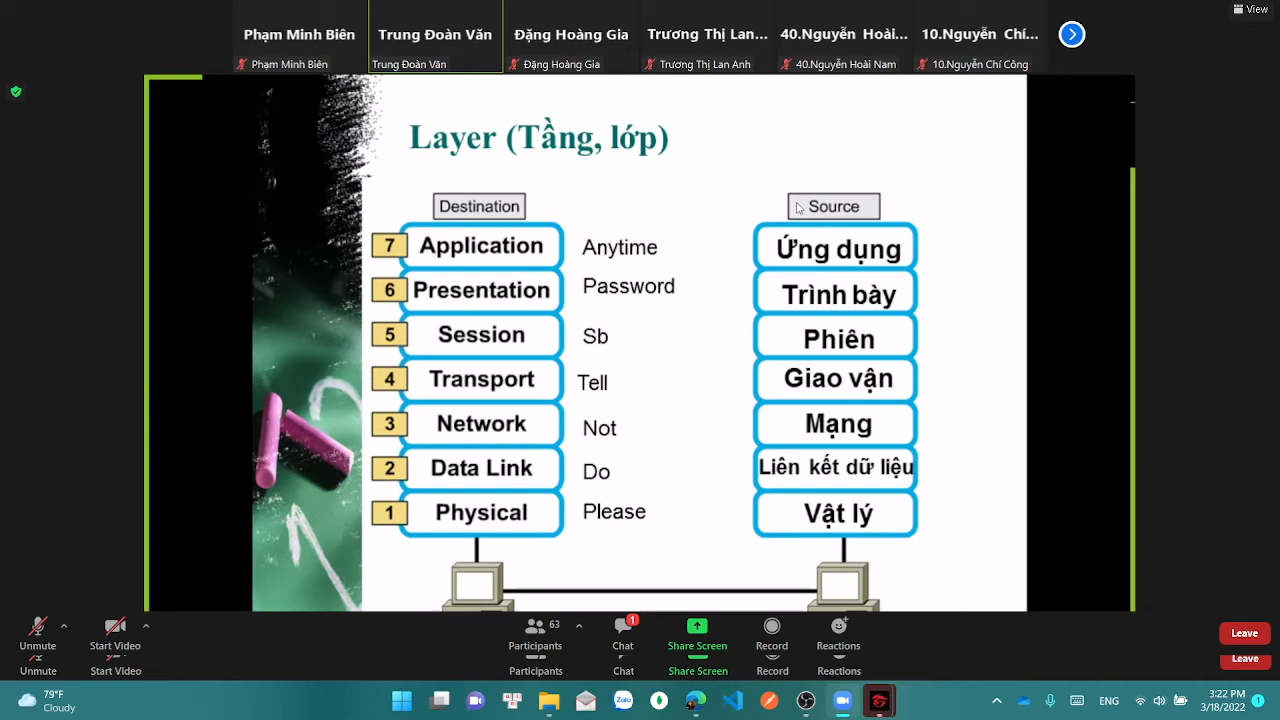 View
Phạm Minh Biên
Trung Đoàn Văn
Đặng Hoàng Gia
Trương Thị Lan...
40.Nguyễn Hoài...
10.Nguyễn Chí...
Phạm Minh Biên
Trung Đoàn Văn
Đặng Hoàng Gia
Trương Thị Lan Anh
40.Nguyễn Hoài Nam
10.Nguyễn Chí Công
Layer (Tầng, lớp)
Destination
Source
7 Application Anytime Ứng dụng
6 Presentation Password Trình bày
5 Session Sb Phiên
4 Transport Tell Giao vận
3 Network Not Mạng
2 Data Link Do Liên kết dữ liệu
1 Physical Please Vật lý
63
1
Unmute
Start Video
Participants
Chat
Share Screen
Record
Reactions
Leave
Unmute
Start Video
Participants
Chat
Share Screen
Record
Reactions
Leave
79°F
Cloudy
Zalo
ENG
3:22 PM
3/18/2022
1